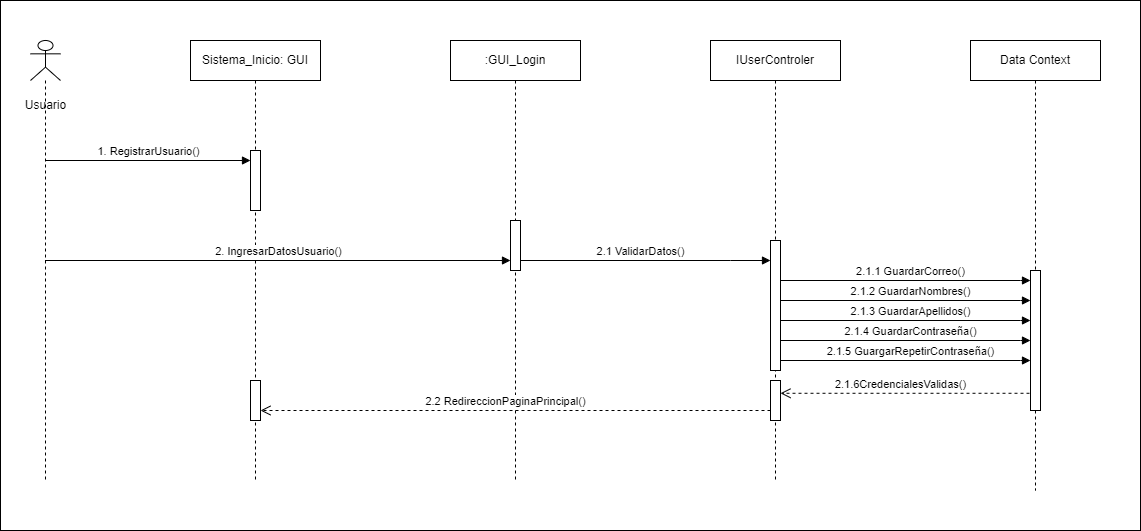 Sistema_Inicio: GUI
:GUI_Login
IUserControler
Data Context
Usuario
1. RegistrarUsuario()
2. IngresarDatosUsuario()
2.1 ValidarDatos()
2.1.1 GuardarCorreo()
2.1.2 GuardarNombres()
2.1.3 GuardarApellidos()
2.1.4 GuardarContraseña()
2.1.5 GuargarRepetirContraseña()
2.1.6CredencialesValidas()
2.2 RedireccionPaginaPrincipal()